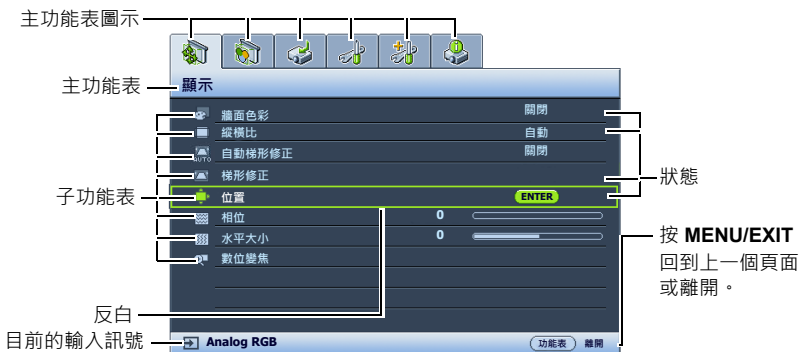 主功能表圖示
主功能表
顯示
牆面色彩 關閉
縱橫比 自動
AUTO 自動梯形修正 關閉
梯形修正
狀態
子功能表
位置 ENTER
相位 0
水平大小 0
數位變焦
按 MENU/EXIT
回到上一個頁面
或離開。
反白
目前的輸入訊號
Analog RGB 功能表 離開